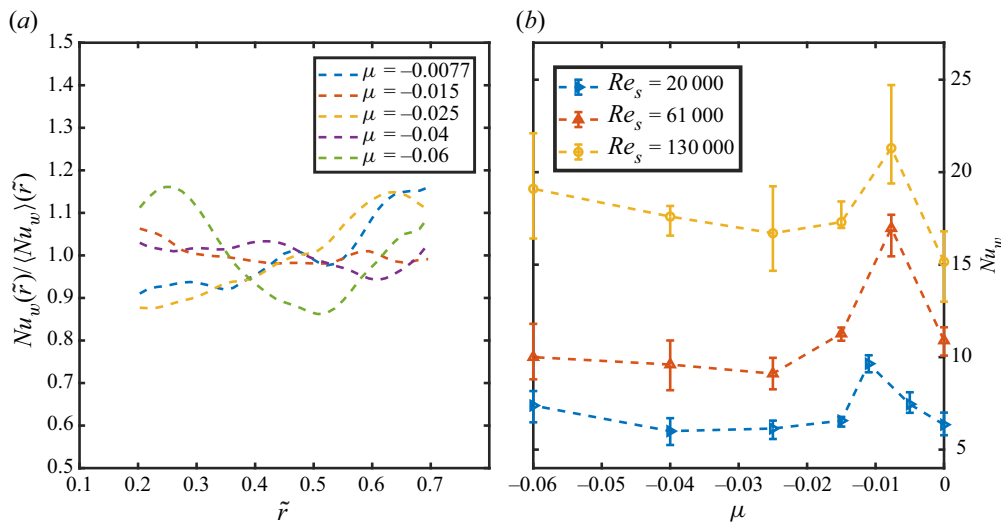 (a)
1.5
1.4
1.3
1.2
1.1
1.0
0.9
0.8
0.7
0.6
0.5
Nu_w(r̃)/⟨Nu_w⟩(r̃)
μ = –0.0077
μ = –0.015
μ = –0.025
μ = –0.04
μ = –0.06
0.1 0.2 0.3 0.4 0.5 0.6 0.7
r̃
(b)
Re_s = 20 000
Re_s = 61 000
Re_s = 130 000
25
20
15
10
5
Nu_w
–0.06 –0.05 –0.04 –0.03 –0.02 –0.01 0
μ